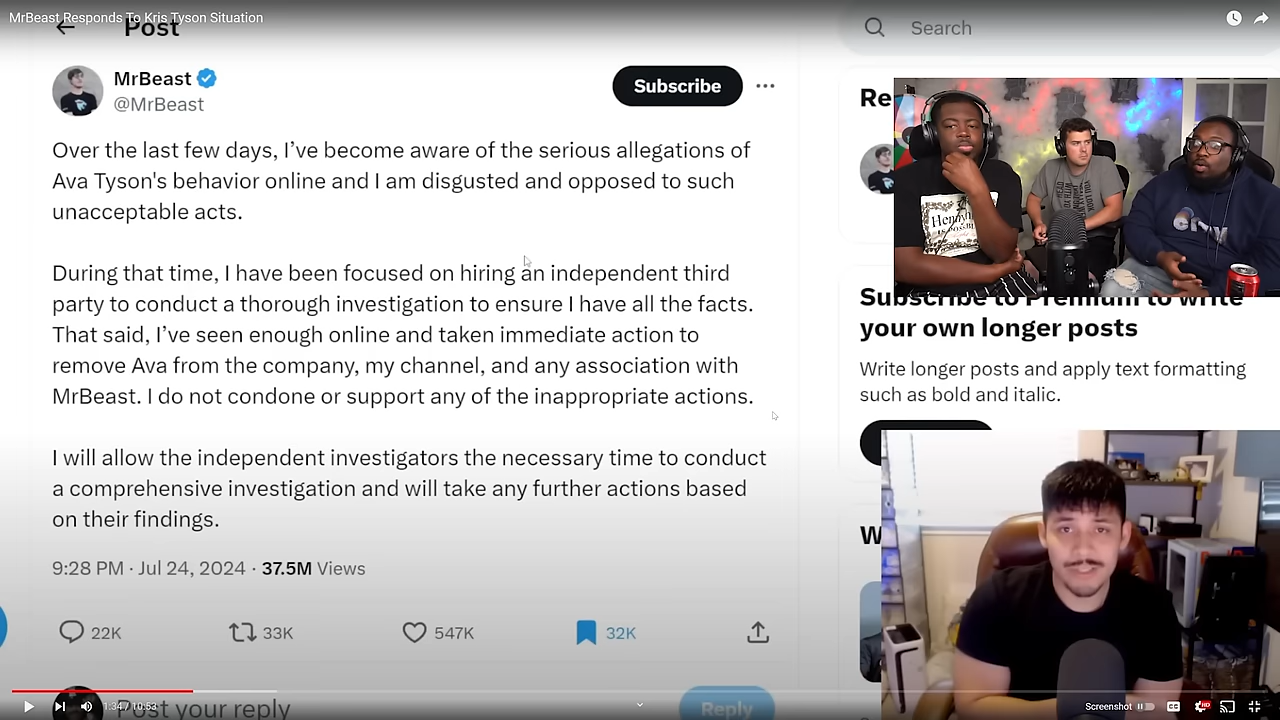 MrBeast Responds To Kris Tyson Situation
Post
Search
MrBeast
@MrBeast
Subscribe
Re
Over the last few days, I’ve become aware of the serious allegations of
Ava Tyson's behavior online and I am disgusted and opposed to such
unacceptable acts.
During that time, I have been focused on hiring an independent third
party to conduct a thorough investigation to ensure I have all the facts.
That said, I’ve seen enough online and taken immediate action to
remove Ava from the company, my channel, and any association with
MrBeast. I do not condone or support any of the inappropriate actions.
I will allow the independent investigators the necessary time to conduct
a comprehensive investigation and will take any further actions based
on their findings.
9:28 PM · Jul 24, 2024 · 37.5M Views
22K
33K
547K
32K
Subscribe to Premium to write
your own longer posts
Write longer posts and apply text formatting
such as bold and italic.
W
Post your reply
Reply
1:34 / 10:53
Screenshot
CC
HD